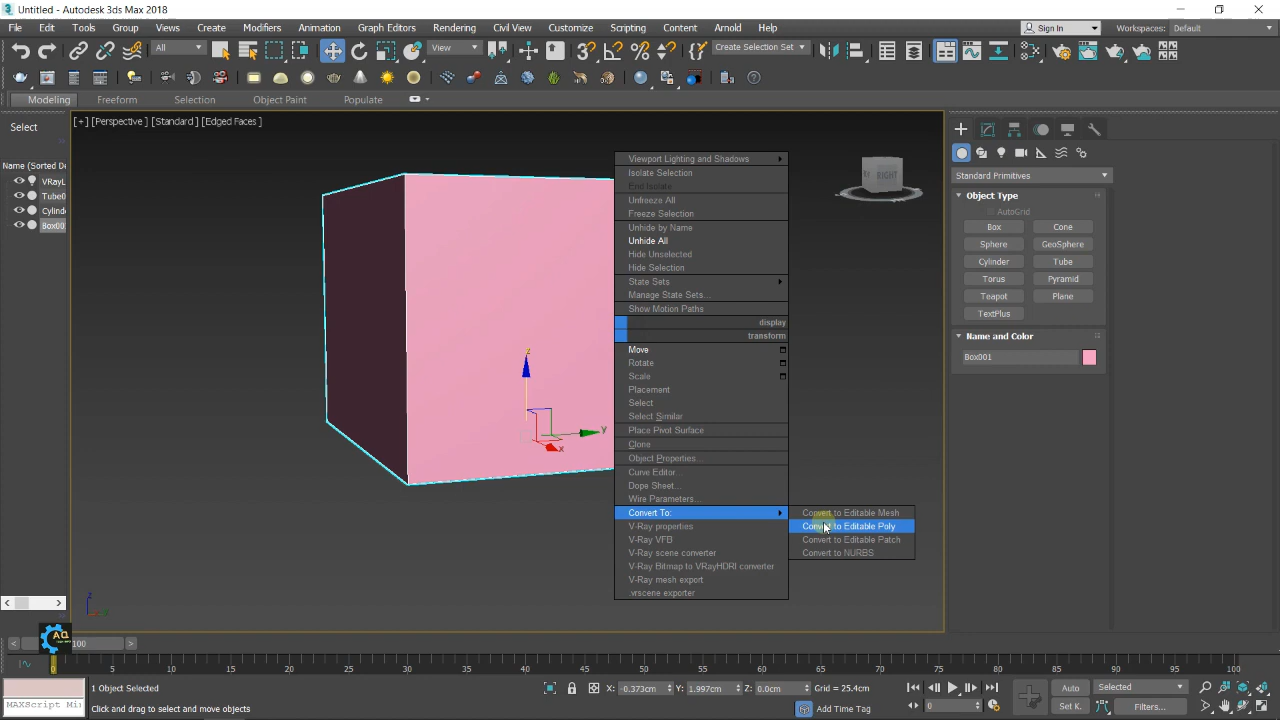 Untitled - Autodesk 3ds Max 2018
File Edit Tools Group Views Create Modifiers Animation Graph Editors Rendering Civil View Customize Scripting Content Arnold Help
Sign In
Workspaces: Default
All
View
Create Selection Set
Modeling Freeform Selection Object Paint Populate
Select
[+] [Perspective ] [Standard ] [Edged Faces ]
Name (Sorted De
VRayL
Tube0
Cylind
Box00
RIGHT
Viewport Lighting and Shadows
Isolate Selection
End Isolate
Unfreeze All
Freeze Selection
Unhide by Name
Unhide All
Hide Unselected
Hide Selection
State Sets
Manage State Sets...
Show Motion Paths
display
transform
Move
Rotate
Scale
Placement
Select
Select Similar
Place Pivot Surface
Clone
Object Properties...
Curve Editor
Dope Sheet...
Wire Parameters...
Convert To:
V-Ray properties
V-Ray VFB
V-Ray scene converter
V-Ray Bitmap to VRayHDRI converter
V-Ray mesh export
.vrscene exporter
Convert to Editable Mesh
Convert to Editable Poly
Convert to Editable Patch
Convert to NURBS
z
y
x
z
Standard Primitives
Object Type
AutoGrid
Box Cone
Sphere GeoSphere
Cylinder Tube
Torus Pyramid
Teapot Plane
TextPlus
Name and Color
Box001
AQ
100
0 5 10 15 20 25 30 35 40 45 50 55 60 65 70 75 80 85 90 95 100
1 Object Selected
X: -0.373cm Y: 1.997cm Z: 0.0cm Grid = 25.4cm
Auto Selected
MAXScript Mi
Click and drag to select and move objects
Add Time Tag
0
Set K. Filters...